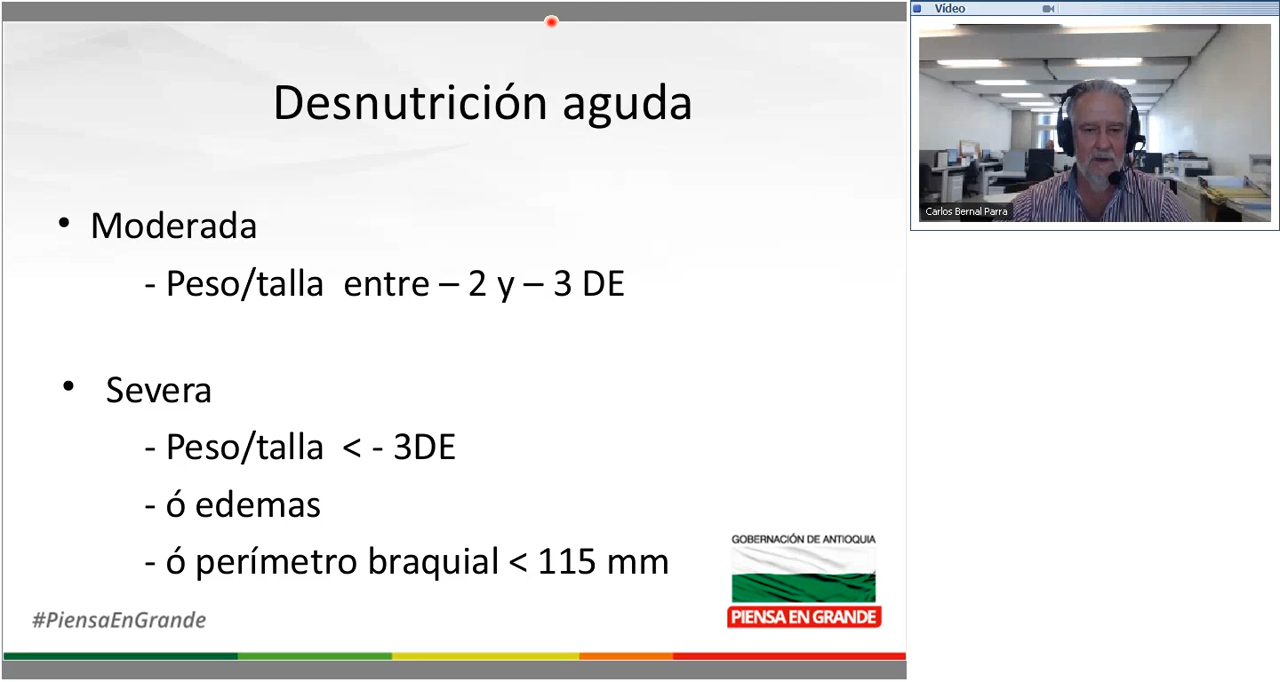 Desnutrición aguda
• Moderada
- Peso/talla entre – 2 y – 3 DE
• Severa
- Peso/talla < - 3DE
- ó edemas
- ó perímetro braquial < 115 mm
GOBERNACIÓN DE ANTIOQUIA
PIENSA EN GRANDE
#PiensaEnGrande
Vídeo
Carlos Bernal Parra